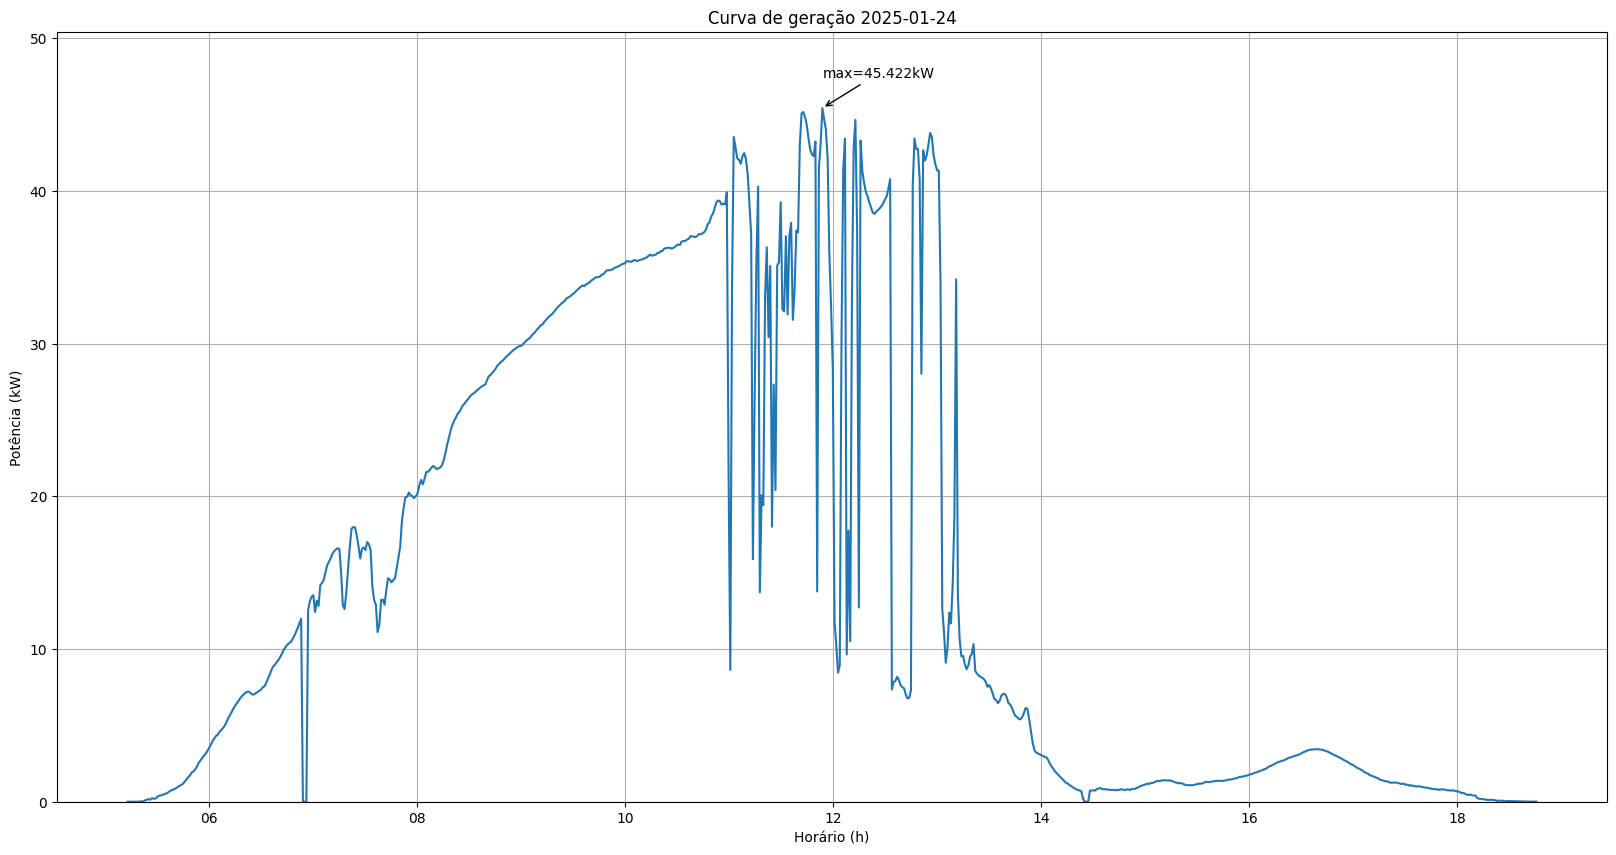 Curva de geração 2025-01-24
max=45.422kW
50
40
30
20
10
0
Potência (kW)
06 08 10 12 14 16 18
Horário (h)